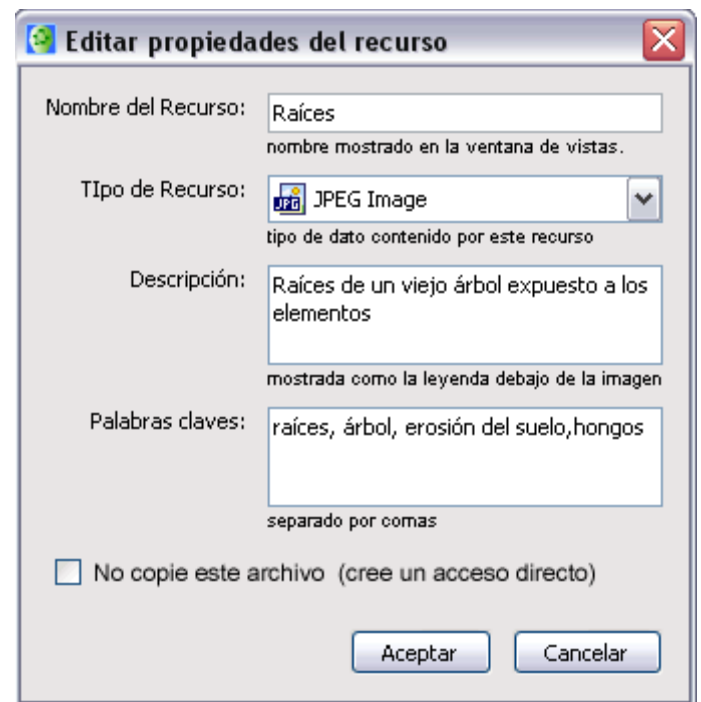 Editar propiedades del recurso
Nombre del Recurso: Raíces
nombre mostrado en la ventana de vistas.
TIpo de Recurso: JPG JPEG Image
tipo de dato contenido por este recurso
Descripción: Raíces de un viejo árbol expuesto a los
elementos
mostrada como la leyenda debajo de la imagen
Palabras claves: raíces, árbol, erosión del suelo,hongos
separado por comas
No copie este archivo (cree un acceso directo)
Aceptar Cancelar